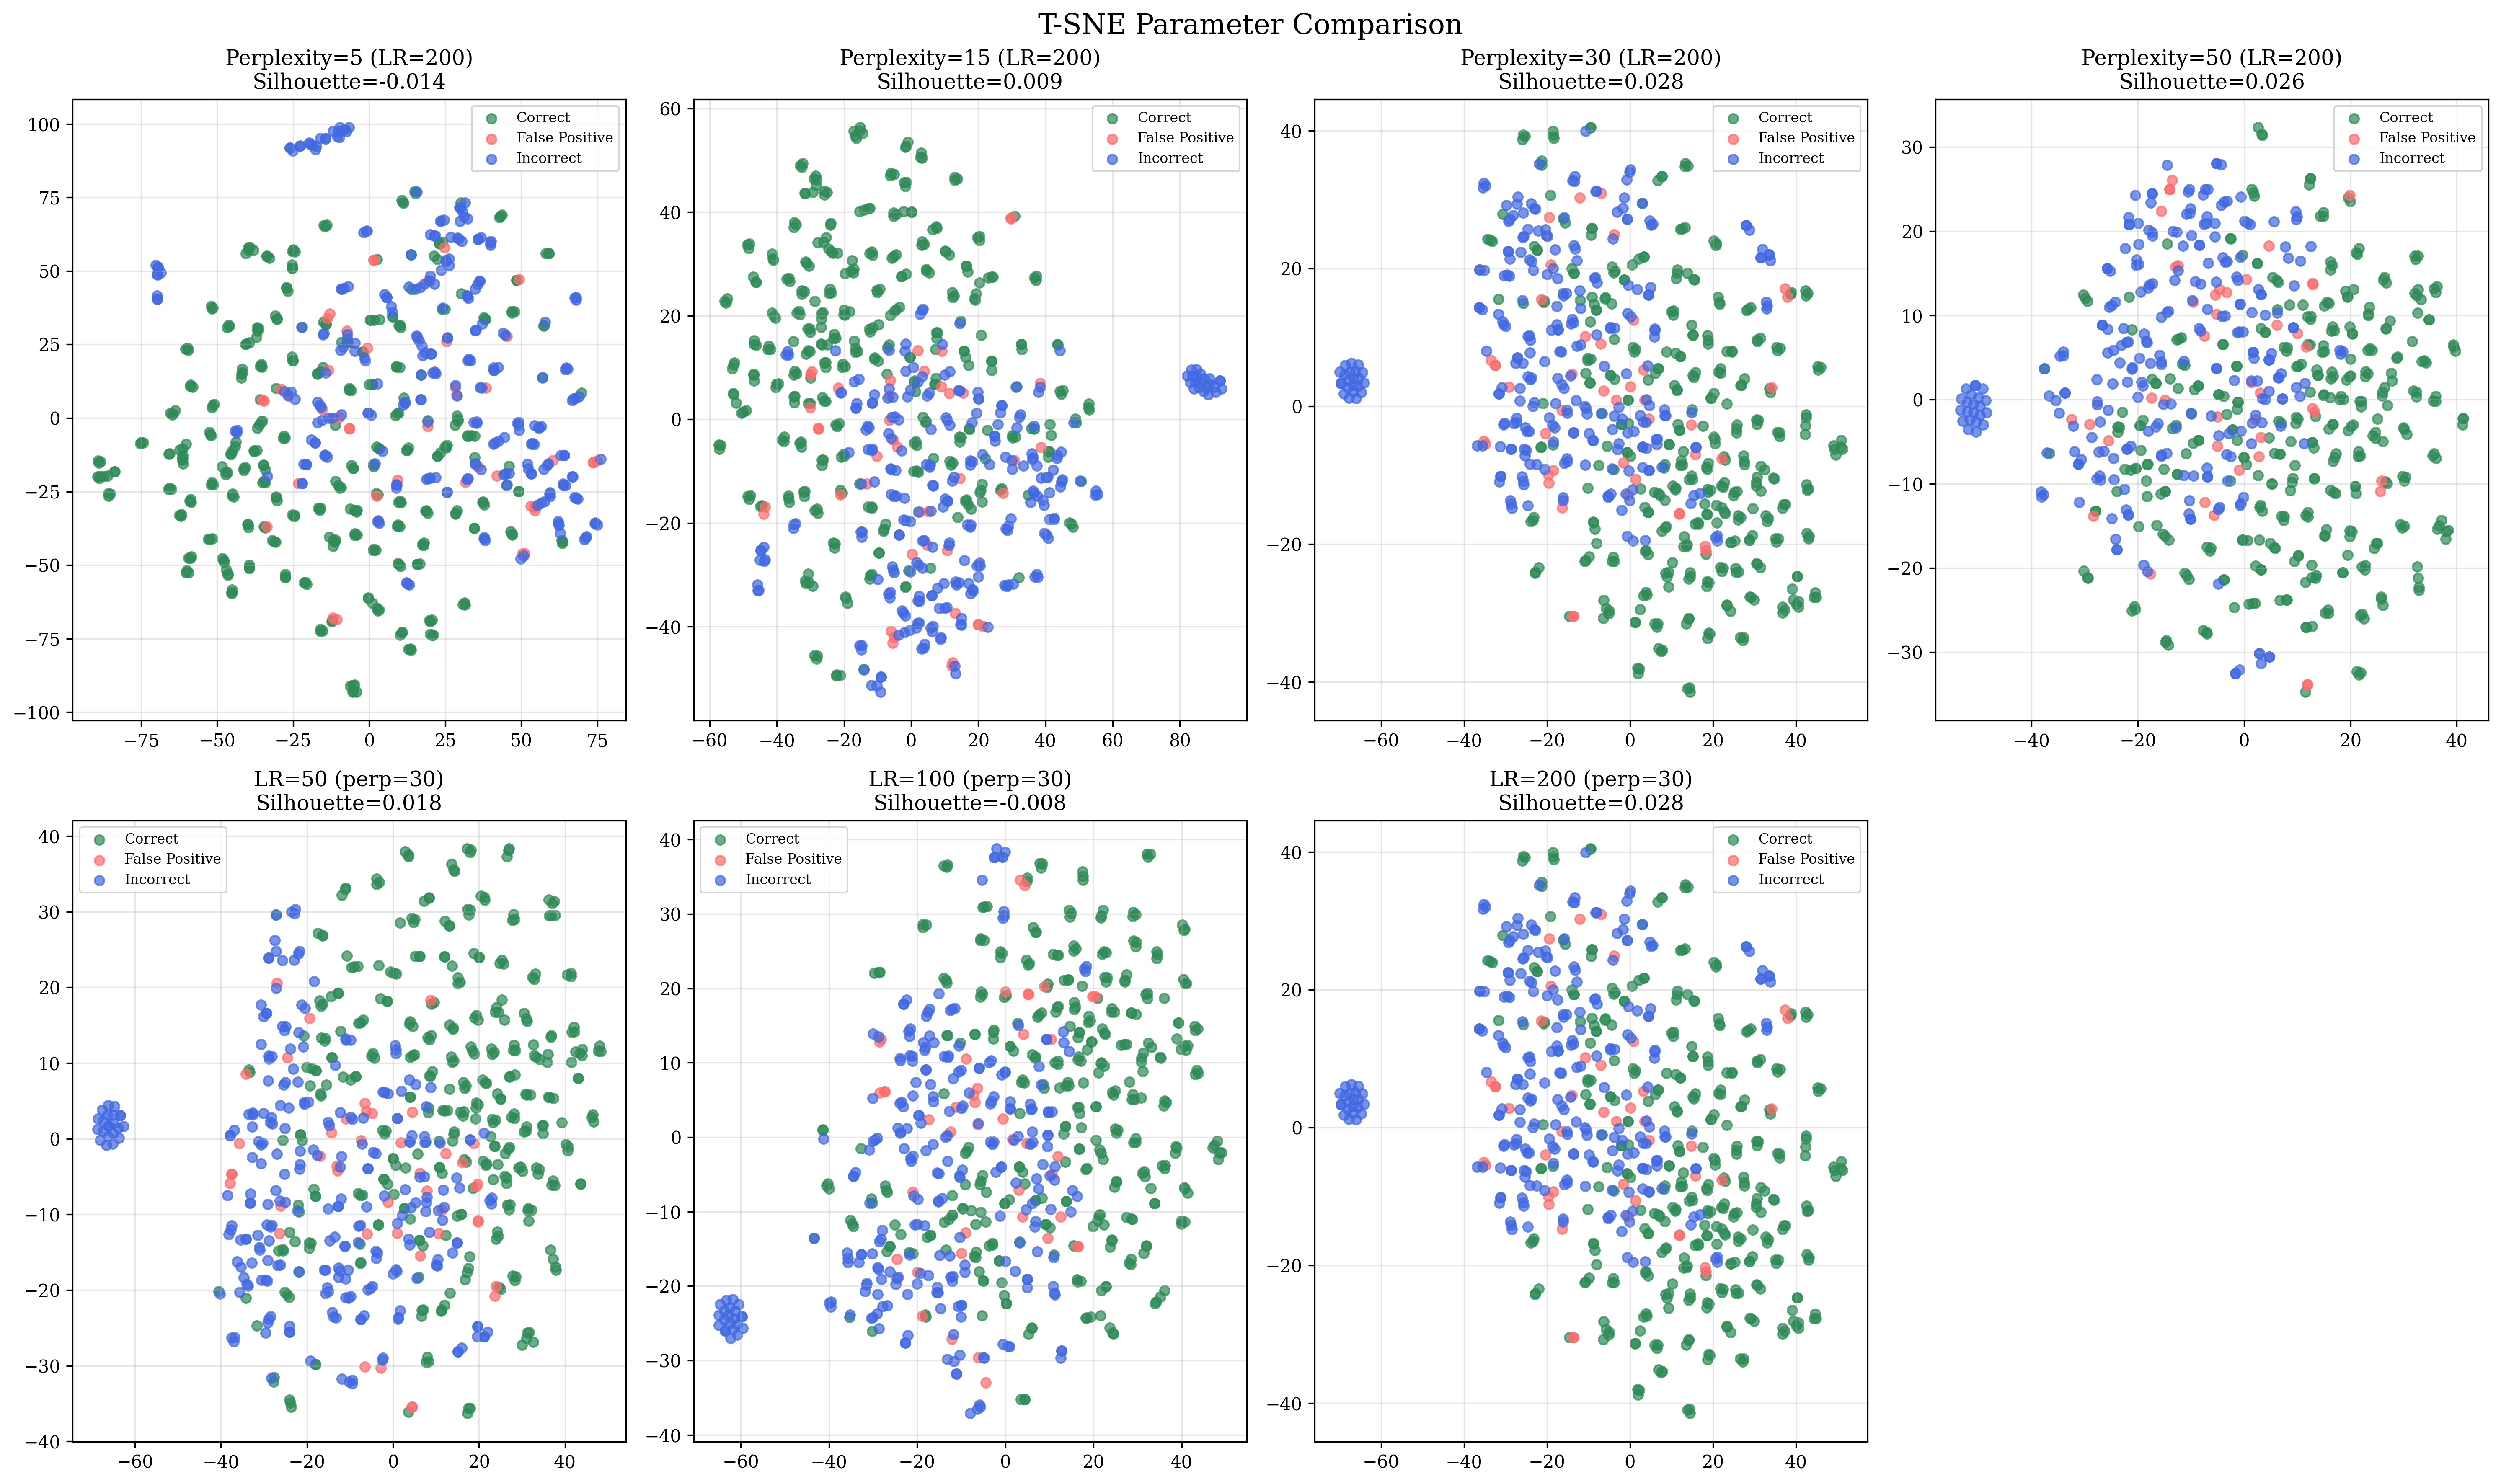 T-SNE Parameter Comparison
Perplexity=5 (LR=200)
Silhouette=-0.014
Correct
False Positive
Incorrect
100
75
50
25
0
−25
−50
−75
−100
−75
−50
−25
0
25
50
75
Perplexity=15 (LR=200)
Silhouette=0.009
Correct
False Positive
Incorrect
60
40
20
0
−20
−40
−60
−40
−20
0
20
40
60
80
Perplexity=30 (LR=200)
Silhouette=0.028
Correct
False Positive
Incorrect
40
20
0
−20
−40
−60
−40
−20
0
20
40
Perplexity=50 (LR=200)
Silhouette=0.026
Correct
False Positive
Incorrect
30
20
10
0
−10
−20
−30
−40
−20
0
20
40
LR=50 (perp=30)
Silhouette=0.018
Correct
False Positive
Incorrect
40
30
20
10
0
−10
−20
−30
−40
−60
−40
−20
0
20
40
LR=100 (perp=30)
Silhouette=-0.008
Correct
False Positive
Incorrect
40
30
20
10
0
−10
−20
−30
−40
−60
−40
−20
0
20
40
LR=200 (perp=30)
Silhouette=0.028
Correct
False Positive
Incorrect
40
20
0
−20
−40
−60
−40
−20
0
20
40